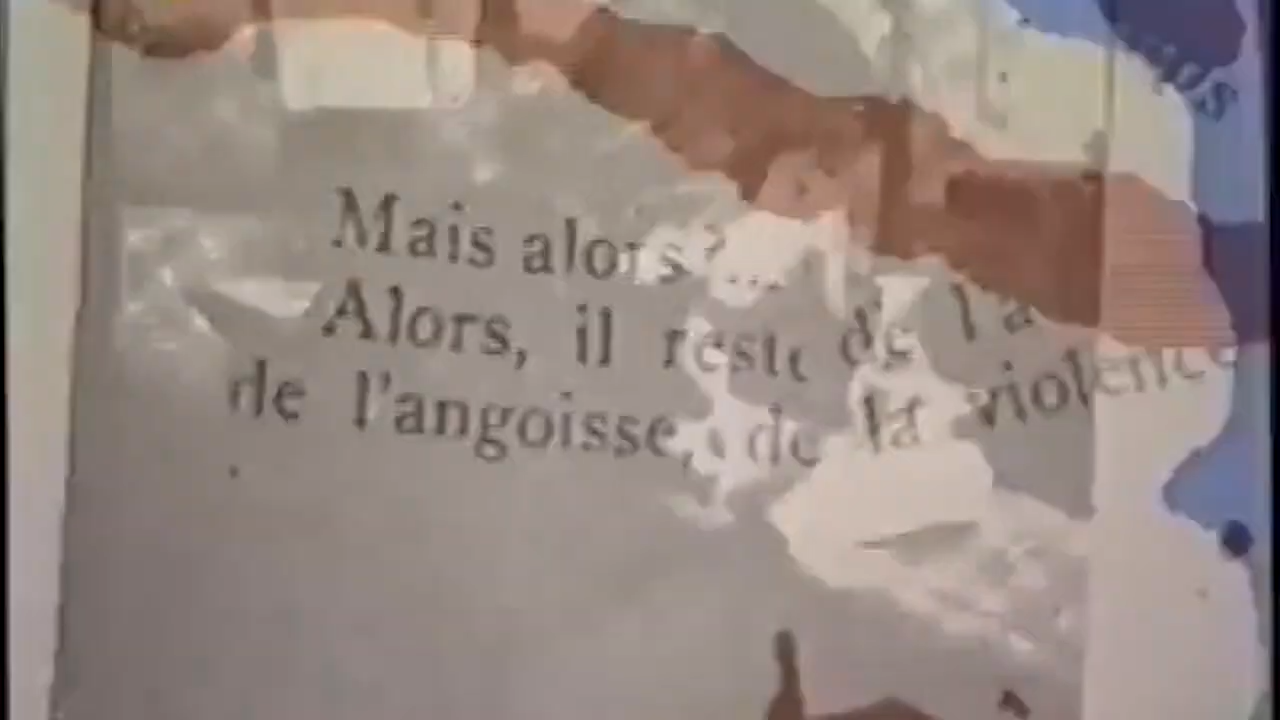 Mais alors ?...
Alors, il reste de l'a
de l'angoisse, de la violence